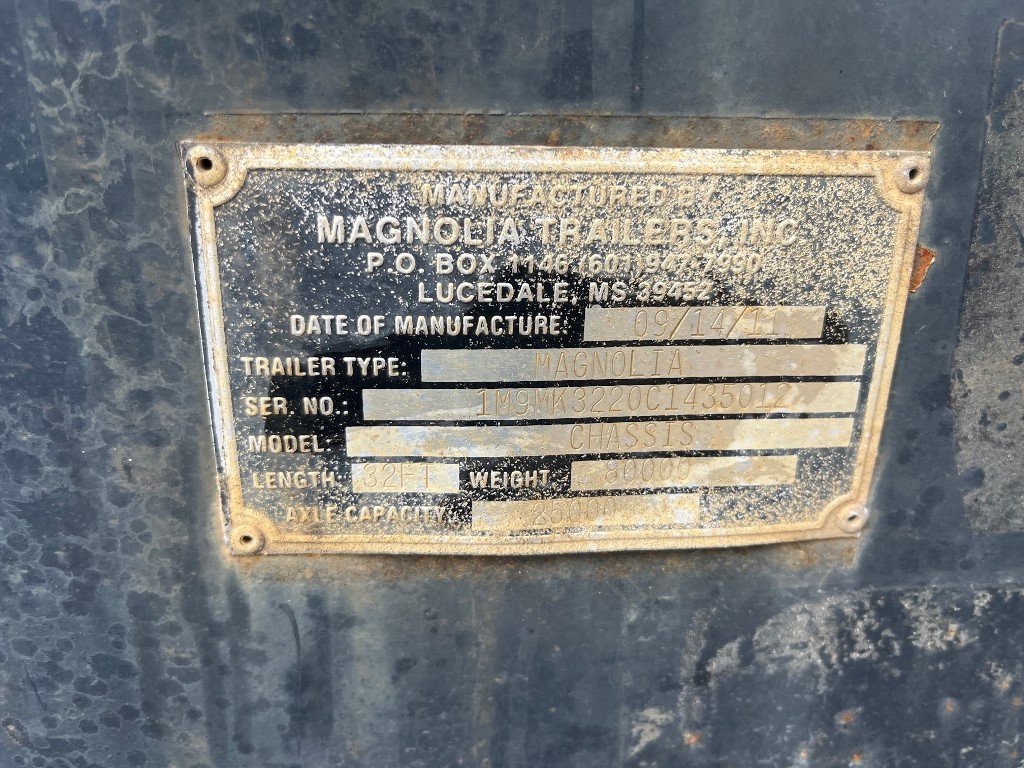 MANUFACTURED BY
MAGNOLIA TRAILERS, INC
P.O. BOX 1146 (601) 947-7990
LUCEDALE, MS 39452
DATE OF MANUFACTURE: 09/14/11
TRAILER TYPE: MAGNOLIA
SER. NO.: 1M9MK3220C1435012
MODEL: CHASSIS
LENGTH: 32FT WEIGHT: 80000
AXLE CAPACITY: 25000